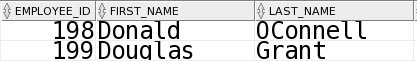 EMPLOYEE_ID FIRST_NAME LAST_NAME
198 Donald OConnell
199 Douglas Grant